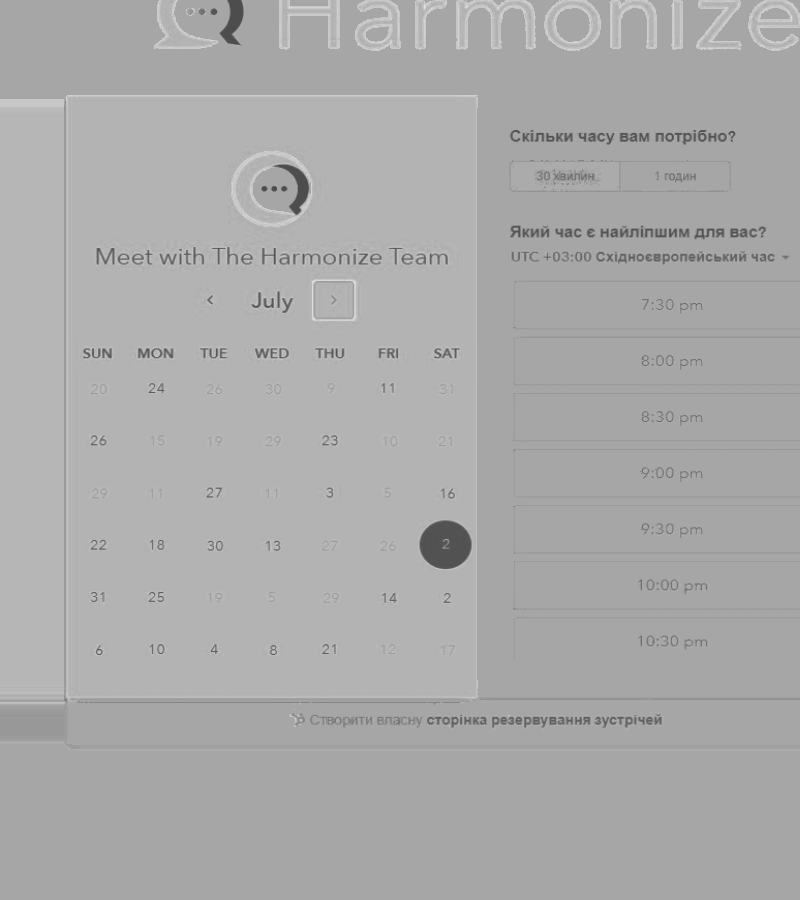 Harmonize
Скільки часу вам потрібно?
30 хвилин
1 годин
Meet with The Harmonize Team
Який час є найліпшим для вас?
UTC +03:00 Східноєвропейський час
July
7:30 pm
SUN MON TUE WED THU FRI SAT
8:00 pm
20 24 26 30 9 11 31
8:30 pm
26 15 19 29 23 10 21
9:00 pm
29 11 27 11 3 5 16
9:30 pm
22 18 30 13 27 26 2
10:00 pm
31 25 19 5 29 14 2
10:30 pm
6 10 4 8 21 12 17
Створити власну сторінка резервування зустрічей